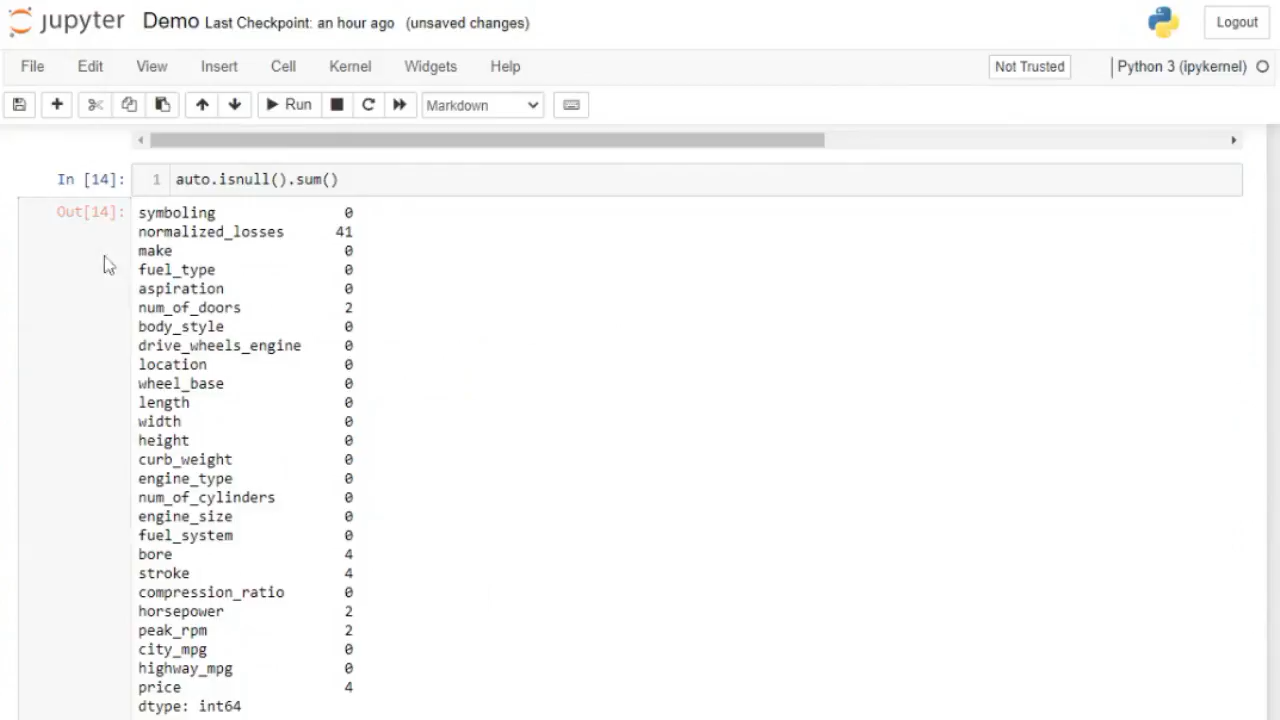 jupyter Demo Last Checkpoint: an hour ago (unsaved changes) Logout
File Edit View Insert Cell Kernel Widgets Help Not Trusted Python 3 (ipykernel)
Run Markdown
In [14]: 1 auto.isnull().sum()
Out[14]: symboling 0
normalized_losses 41
make 0
fuel_type 0
aspiration 0
num_of_doors 2
body_style 0
drive_wheels_engine 0
location 0
wheel_base 0
length 0
width 0
height 0
curb_weight 0
engine_type 0
num_of_cylinders 0
engine_size 0
fuel_system 0
bore 4
stroke 4
compression_ratio 0
horsepower 2
peak_rpm 2
city_mpg 0
highway_mpg 0
price 4
dtype: int64